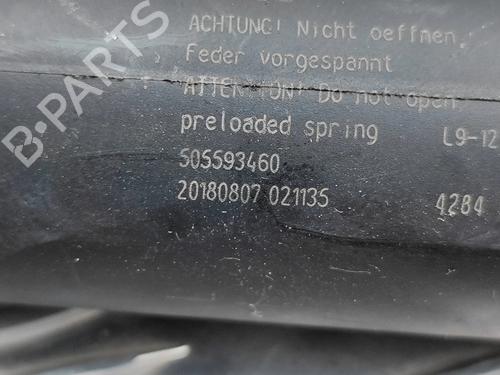 ACHTUNG! Nicht oeffnen,
Feder vorgespannt
ATTENTION! Do not open,
preloaded spring L9-12
505593460
20180807 021135 4284
B-PARTS